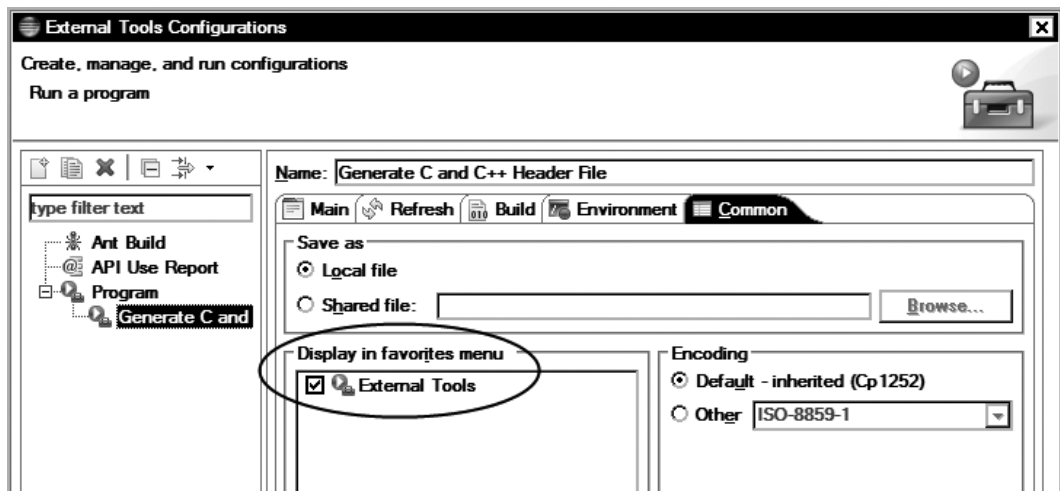 External Tools Configurations
Create, manage, and run configurations
Run a program
Name: Generate C and C++ Header File
type filter text
Main Refresh Build Environment Common
Ant Build
API Use Report
Program
Generate C and
Save as
Local file
Shared file: Browse...
Display in favorites menu
External Tools
Encoding
Default - inherited (Cp1252)
Other ISO-8859-1